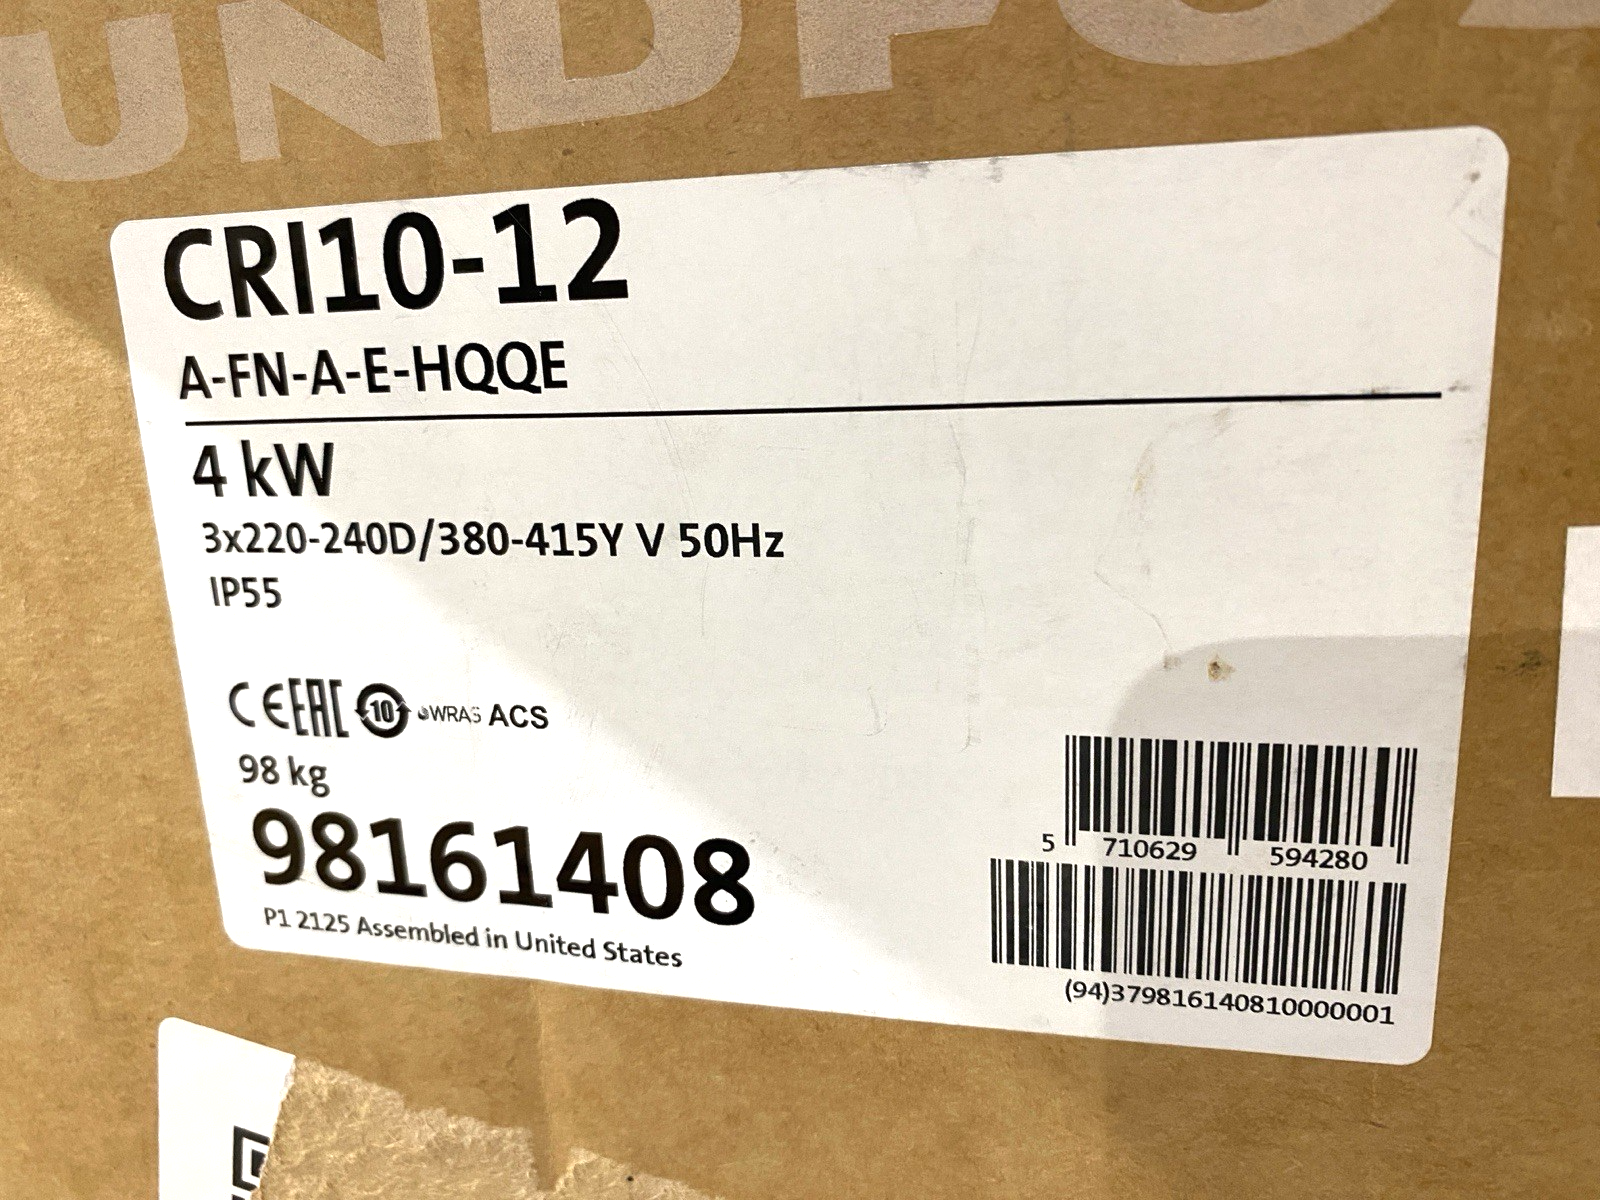 UNDFO
CRI10-12
A-FN-A-E-HQQE
4 kW
3x220-240D/380-415Y V 50Hz
IP55
CE EAC 10 WRAS ACS
98 kg
98161408
P1 2125 Assembled in United States
5 710629 594280
(94)379816140810000001